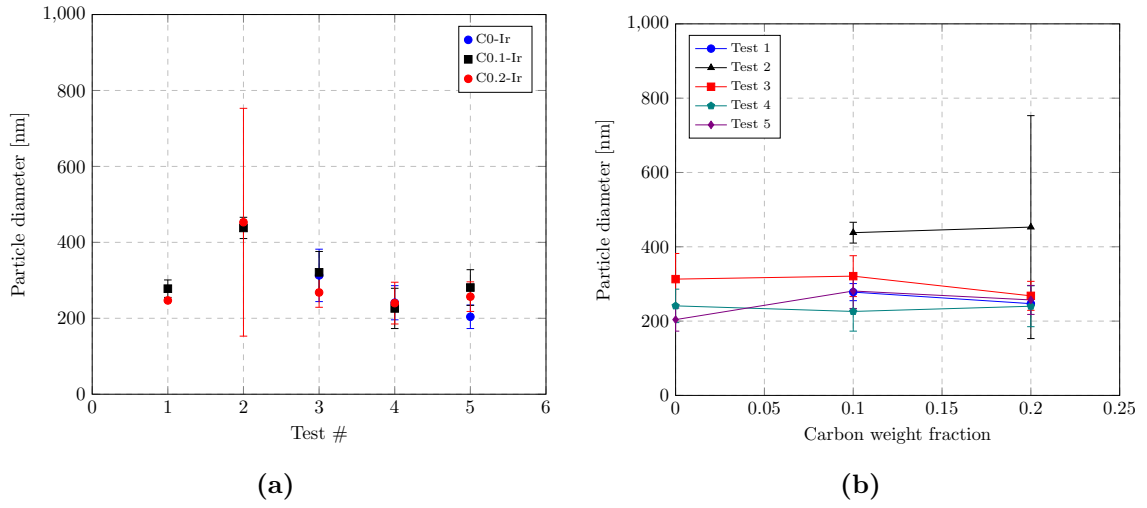 1,000
800
600
400
200
0
Particle diameter [nm]
0 1 2 3 4 5 6
Test #
C0-Ir
C0.1-Ir
C0.2-Ir
(a)
1,000
800
600
400
200
0
Particle diameter [nm]
0 0.05 0.1 0.15 0.2 0.25
Carbon weight fraction
Test 1
Test 2
Test 3
Test 4
Test 5
(b)